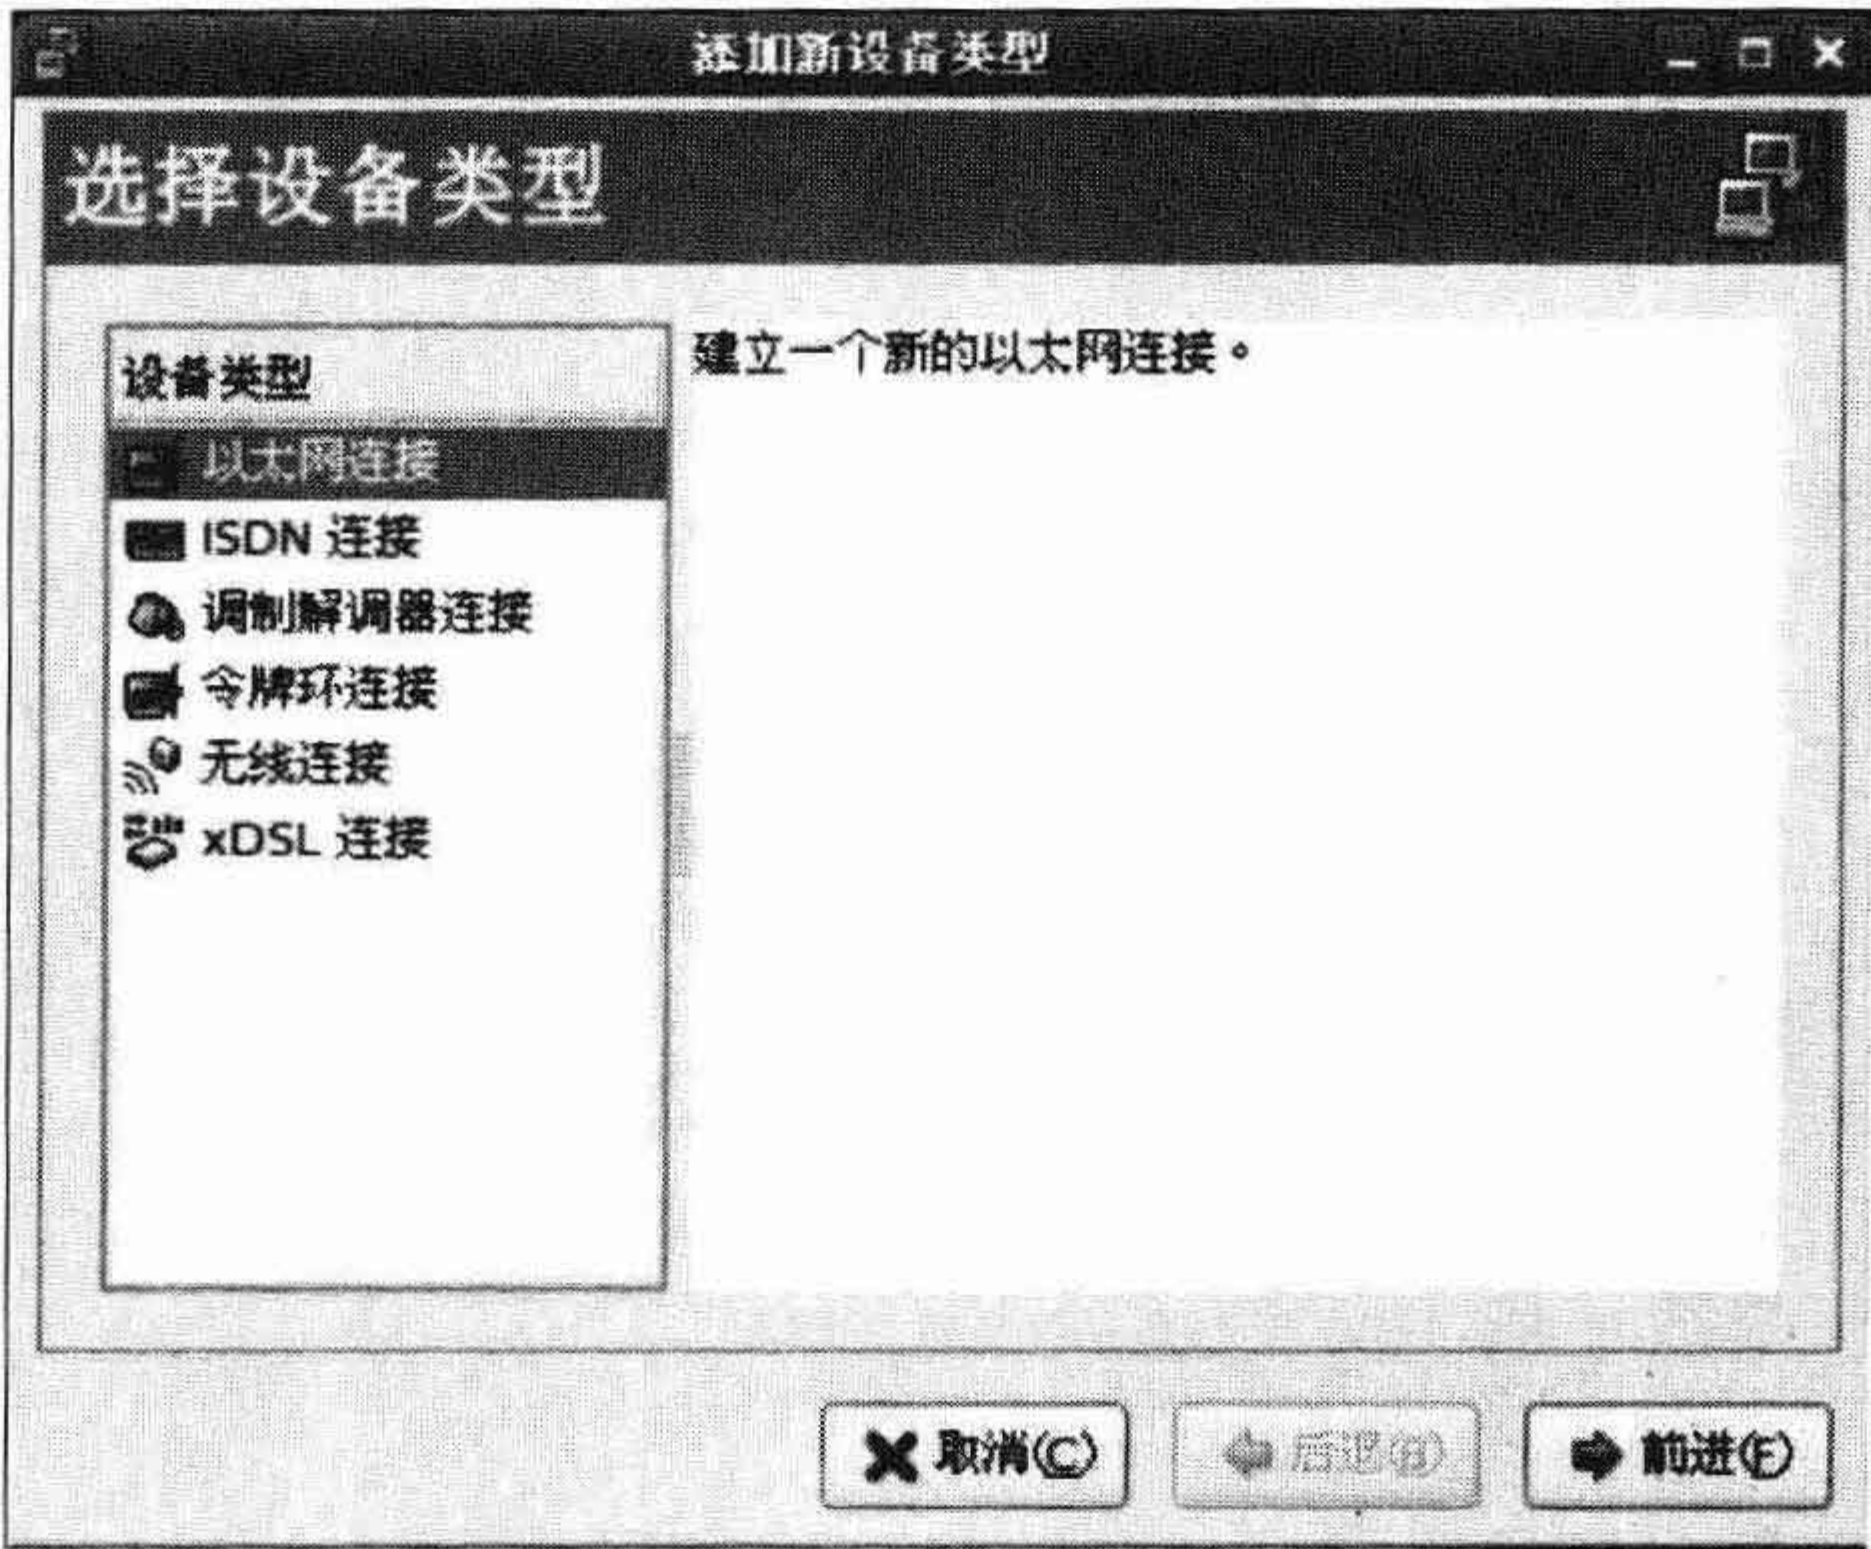 添加新设备类型
选择设备类型
设备类型
建立一个新的以太网连接。
以太网连接
ISDN 连接
调制解调器连接
令牌环连接
无线连接
xDSL 连接
取消(C)
后退(B)
前进(F)